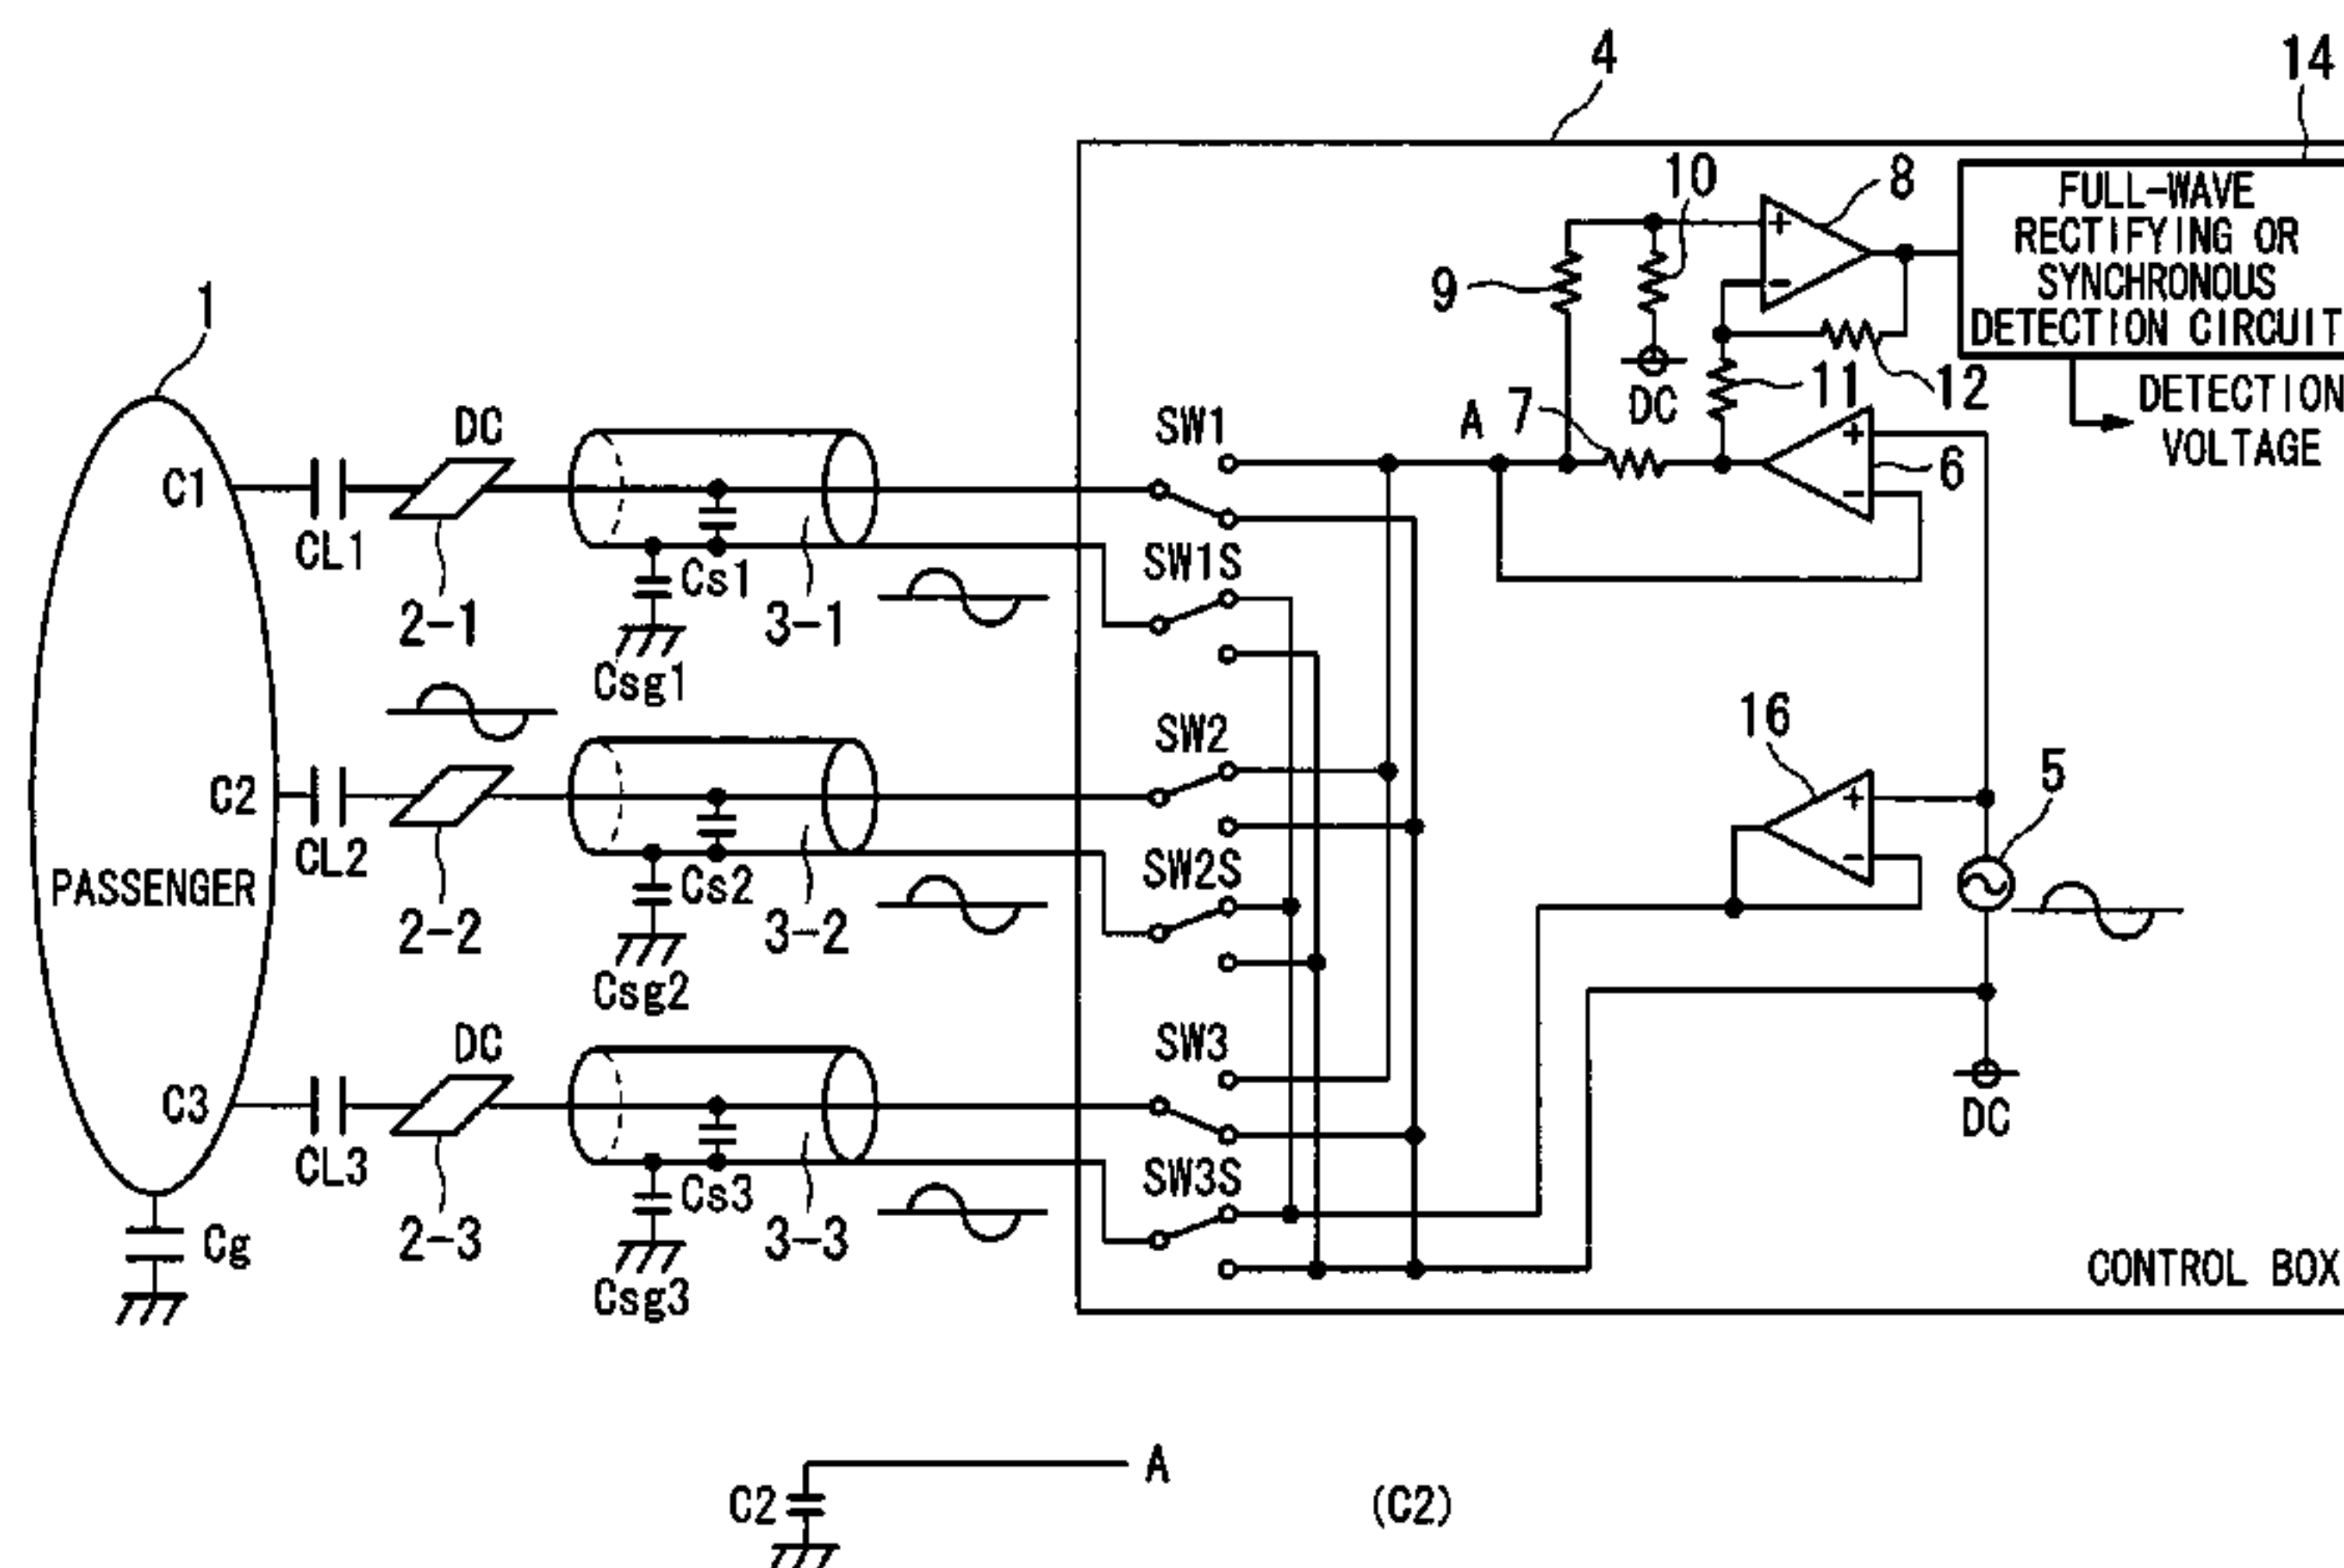 4
14
1
10
8
FULL-WAVE
RECTIFYING OR
SYNCHRONOUS
DETECTION CIRCUIT
9
DC
11
12
DETECTION
VOLTAGE
DC
SW1
A
7
6
C1
CL1
2-1
Cs1
3-1
SW1S
Csg1
SW2
16
5
C2
CL2
PASSENGER
2-2
Cs2
3-2
SW2S
Csg2
DC
SW3
DC
C3
CL3
2-3
Cs3
3-3
SW3S
Cg
Csg3
CONTROL BOX
A
C2
(C2)
+
−
+
−
+
−